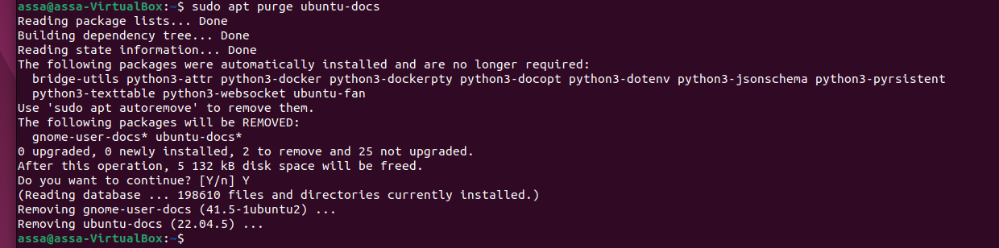 assa@assa-VirtualBox:~$ sudo apt purge ubuntu-docs
Reading package lists... Done
Building dependency tree... Done
Reading state information... Done
The following packages were automatically installed and are no longer required:
  bridge-utils python3-attr python3-docker python3-dockerpty python3-docopt python3-dotenv python3-jsonschema python3-pyrsistent
  python3-texttable python3-websocket ubuntu-fan
Use 'sudo apt autoremove' to remove them.
The following packages will be REMOVED:
  gnome-user-docs* ubuntu-docs*
0 upgraded, 0 newly installed, 2 to remove and 25 not upgraded.
After this operation, 5 132 kB disk space will be freed.
Do you want to continue? [Y/n] Y
(Reading database ... 198610 files and directories currently installed.)
Removing gnome-user-docs (41.5-1ubuntu2) ...
Removing ubuntu-docs (22.04.5) ...
assa@assa-VirtualBox:~$